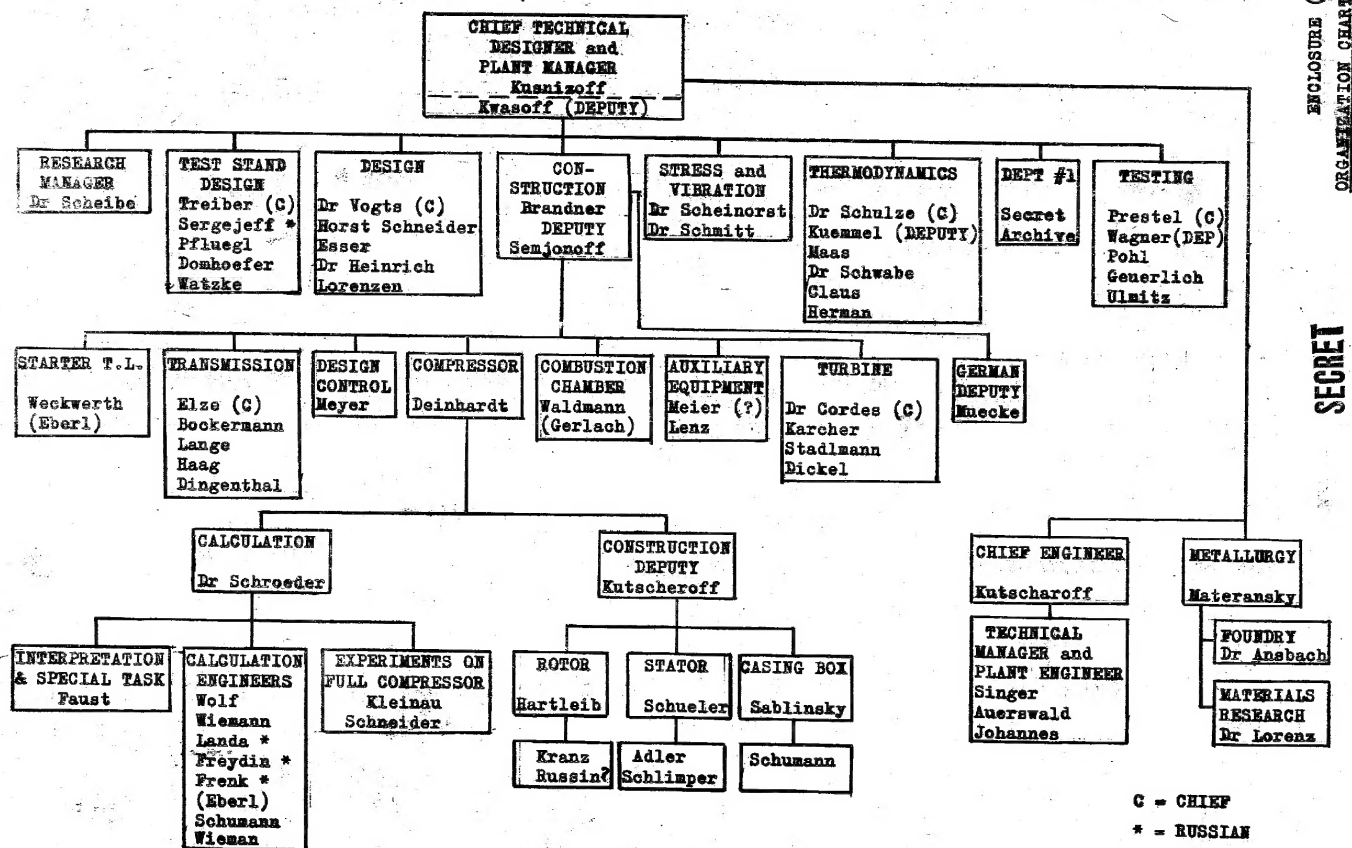 ENCLOSURE (
ORGANIZATION CHART
SECRET
CHIEF TECHNICAL
DESIGNER and
PLANT MANAGER
Kusnizoff
Kwasoff (DEPUTY)
RESEARCH
MANAGER
Dr Scheibe
TEST STAND
DESIGN
Treiber (C)
Sergejeff *
Pfluegl
Domhoefer
Watzke
DESIGN
Dr Vogts (C)
Horst Schneider
Esser
Dr Heinrich
Lorenzen
CON-
STRUCTION
Brandner
DEPUTY
Semjonoff
STRESS and
VIBRATION
Dr Scheinorst
Dr Schmitt
THERMODYNAMICS
Dr Schulze (C)
Kuemmel (DEPUTY)
Maas
Dr Schwabe
Claus
Herman
DEPT #1
Secret
Archive
TESTING
Prestel (C)
Wagner(DEP)
Pohl
Geuerlich
Ulmitz
STARTER T.L.
Weckwerth
(Eberl)
TRANSMISSION
Elze (C)
Bockermann
Lange
Haag
Dingenthal
DESIGN
CONTROL
Meyer
COMPRESSOR
Deinhardt
COMBUSTION
CHAMBER
Waldmann
(Gerlach)
AUXILIARY
EQUIPMENT
Meier (?)
Lenz
TURBINE
Dr Cordes (C)
Karcher
Stadlmann
Dickel
GERMAN
DEPUTY
Muecke
CALCULATION
Dr Schroeder
CONSTRUCTION
DEPUTY
Kutscheroff
CHIEF ENGINEER
Kutscharoff
METALLURGY
Materansky
INTERPRETATION
& SPECIAL TASK
Faust
CALCULATION
ENGINEERS
Wolf
Wiemann
Landa *
Freydin *
Frenk *
(Eberl)
Schumann
Wieman
EXPERIMENTS ON
FULL COMPRESSOR
Kleinau
Schneider
ROTOR
Hartleib
STATOR
Schueler
CASING BOX
Sablinsky
Kranz
Russin?
Adler
Schlimper
Schumann
TECHNICAL
MANAGER and
PLANT ENGINEER
Singer
Auerswald
Johannes
FOUNDRY
Dr Ansbach
MATERIALS
RESEARCH
Dr Lorenz
C = CHIEF
* = RUSSIAN